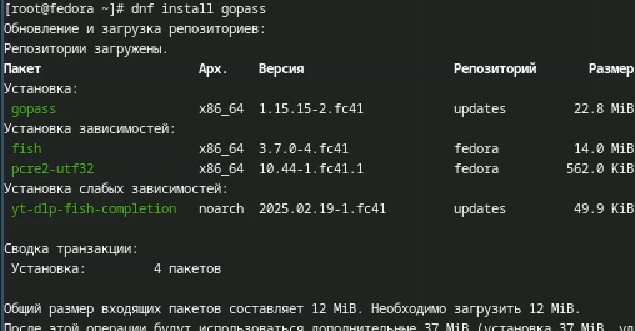 [root@fedora ~]# dnf install gopass
Обновление и загрузка репозиториев:
Репозитории загружены.
Пакет Арх. Версия Репозиторий Размер
Установка:
gopass x86_64 1.15.15-2.fc41 updates 22.8 MiB
Установка зависимостей:
fish x86_64 3.7.0-4.fc41 fedora 14.0 MiB
pcre2-utf32 x86_64 10.44-1.fc41.1 fedora 562.0 KiB
Установка слабых зависимостей:
yt-dlp-fish-completion noarch 2025.02.19-1.fc41 updates 49.9 KiB
Сводка транзакции:
Установка: 4 пакетов
Общий размер входящих пакетов составляет 12 MiB. Необходимо загрузить 12 MiB.
После этой операции будут использоваться дополнительные 37 MiB (установка 37 MiB, уд